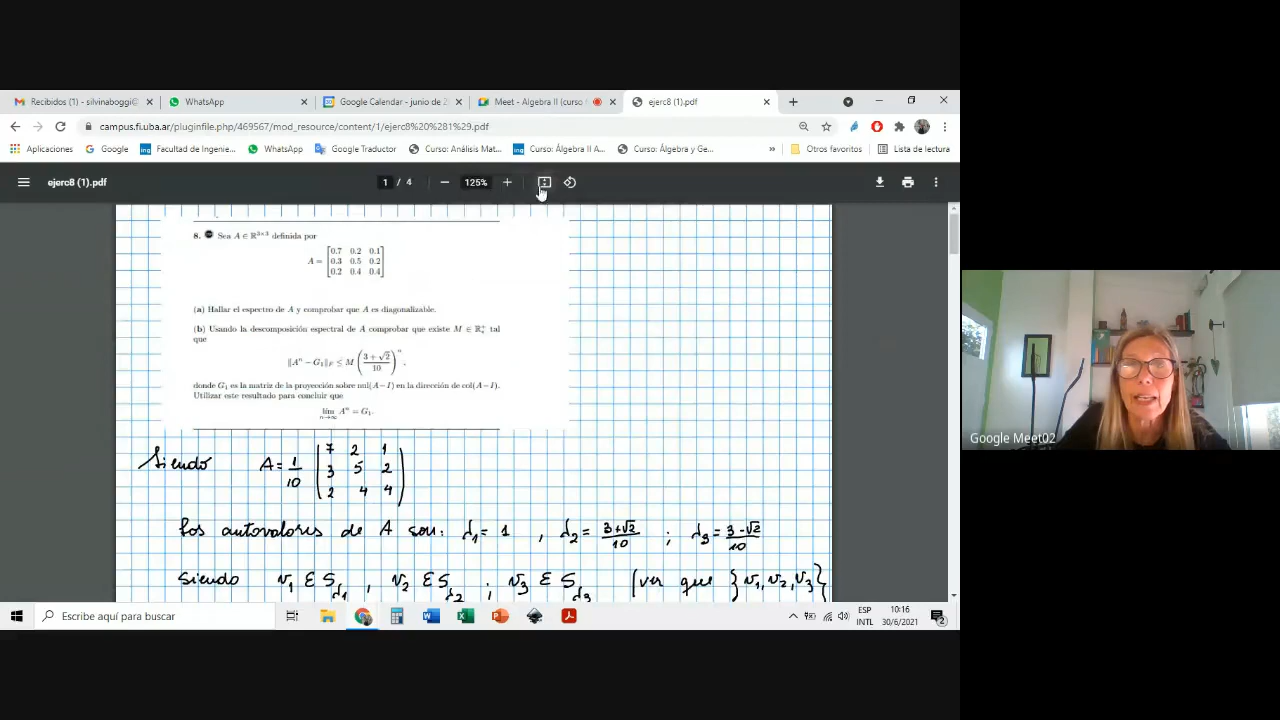 Recibidos (1) - silvinaboggi@
WhatsApp
Google Calendar - junio de 2
Meet - Algebra II (curso
ejerc8 (1).pdf
campus.fi.uba.ar/pluginfile.php/469567/mod_resource/content/1/ejerc8%20%281%29.pdf
Aplicaciones
Google
Facultad de Ingenie...
WhatsApp
Google Traductor
Curso: Análisis Mat...
Curso: Álgebra II A...
Curso: Álgebra y Ge...
»
Otros favoritos
Lista de lectura
ejerc8 (1).pdf
1 / 4
125%
8. Sea A ∈ ℝ³ˣ³ definida por
A = [0.7 0.2 0.1
0.3 0.5 0.2
0.2 0.4 0.4]
(a) Hallar el espectro de A y comprobar que A es diagonalizable.
(b) Usando la descomposición espectral de A comprobar que existe M ∈ ℝ⁺* tal
que
‖Aⁿ − G₁‖F ≤ M ((3 + √2)/10)ⁿ.
donde G₁ es la matriz de la proyección sobre nul(A−I) en la dirección de col(A−I).
Utilizar este resultado para concluir que
lím n→∞ Aⁿ = G₁.
Siendo A = 1/10 (7 2 1
3 5 2
2 4 4)
Los autovalores de A son: λ₁ = 1 , λ₂ = (3+√2)/10 ; λ₃ = (3−√2)/10
Siendo v₁ ∈ Sλ₁ , v₂ ∈ Sλ₂ ; v₃ ∈ Sλ₃ (ver que {v₁, v₂, v₃}
Google Meet02
Escribe aquí para buscar
ESP
INTL
10:16
30/6/2021
2